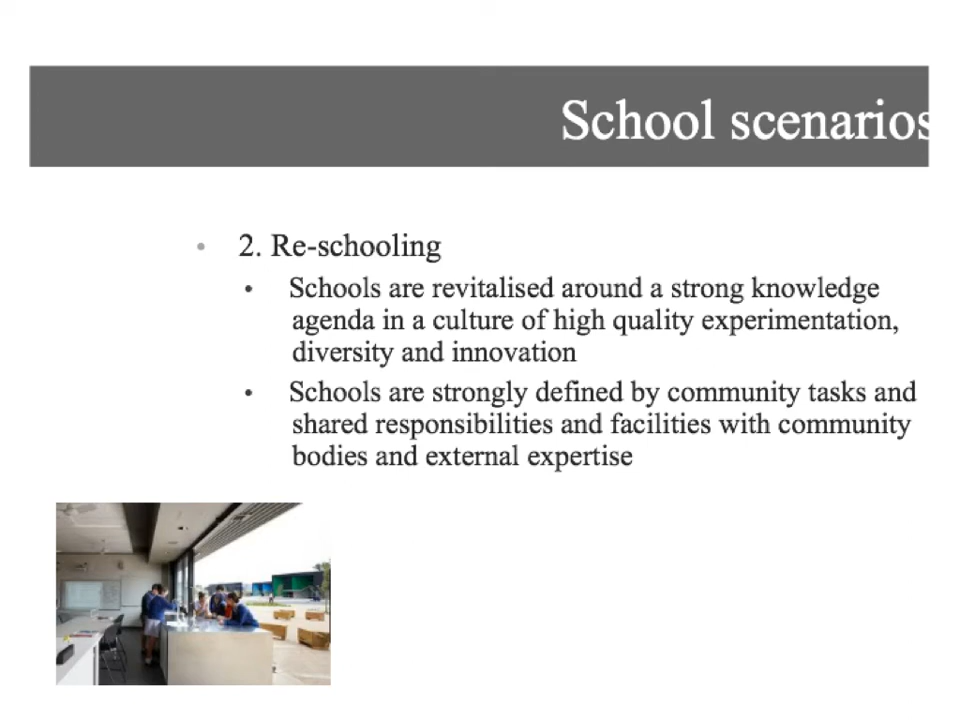 School scenarios
• 2. Re-schooling
• Schools are revitalised around a strong knowledge
agenda in a culture of high quality experimentation,
diversity and innovation
• Schools are strongly defined by community tasks and
shared responsibilities and facilities with community
bodies and external expertise